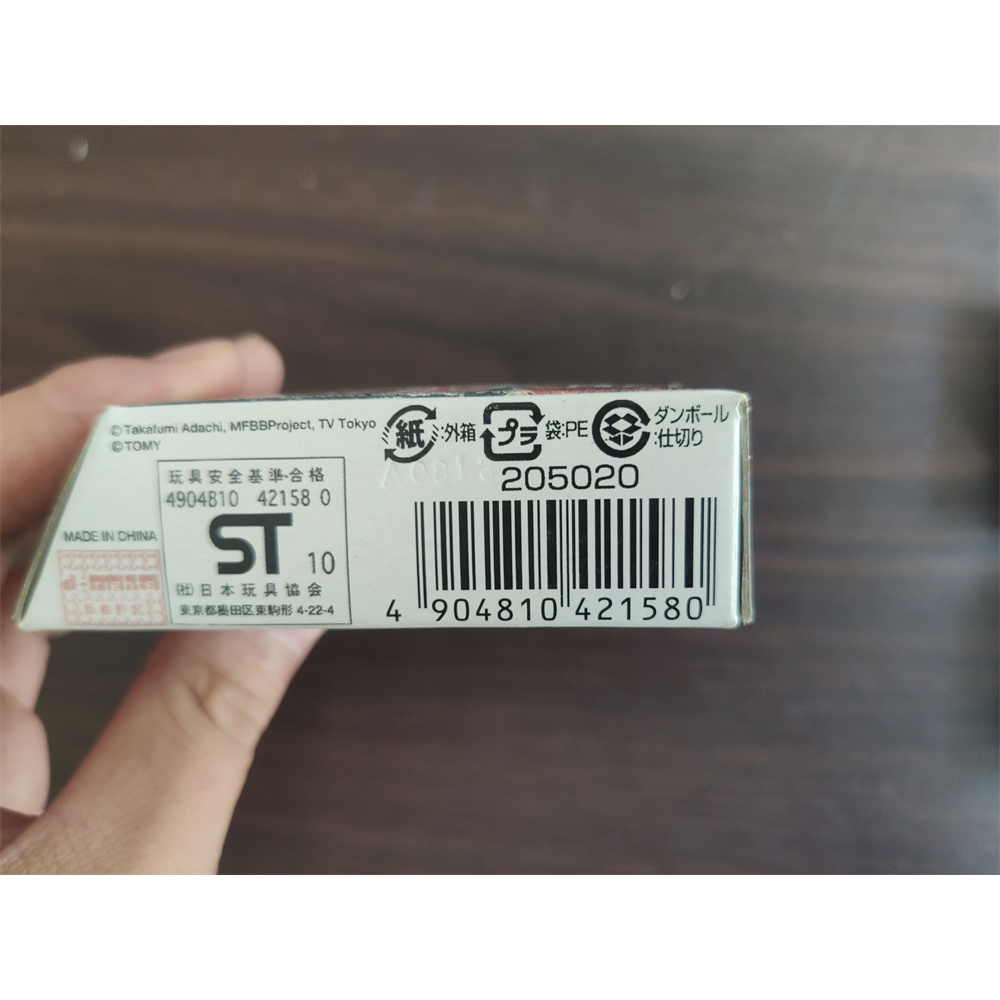 ©Takafumi Adachi, MFBBProject, TV Tokyo
©TOMY
紙:外箱
プラ 袋:PE
ダンボール
:仕切り
205020
玩具安全基準合格
4904810 42158 0
ST 10
(社)日本玩具協会
東京都墨田区東駒形 4-22-4
MADE IN CHINA
d-rights
4 904810 421580